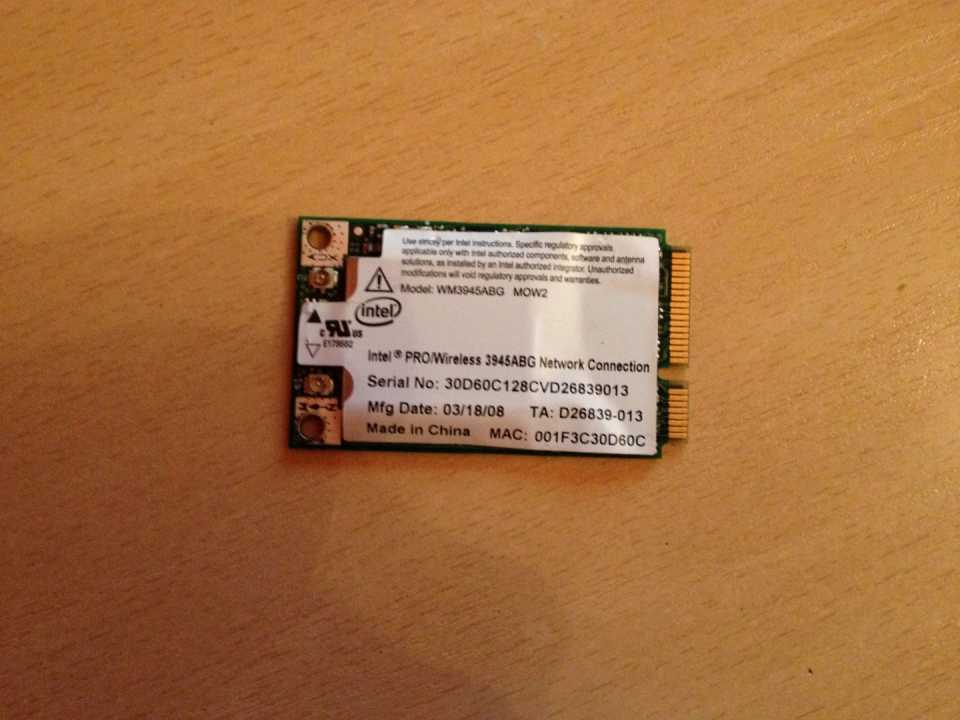 Use strictly per Intel instructions. Specific regulatory approvals
applicable only with Intel authorized components, software and antenna
solutions, as installed by an Intel authorized integrator. Unauthorized
modifications will void regulatory approvals and warranties.
Model: WM3945ABG MOW2
intel
c RU US
E178682
Intel® PRO/Wireless 3945ABG Network Connection
Serial No: 30D60C128CVD26839013
Mfg Date: 03/18/08 TA: D26839-013
Made in China MAC: 001F3C30D60C